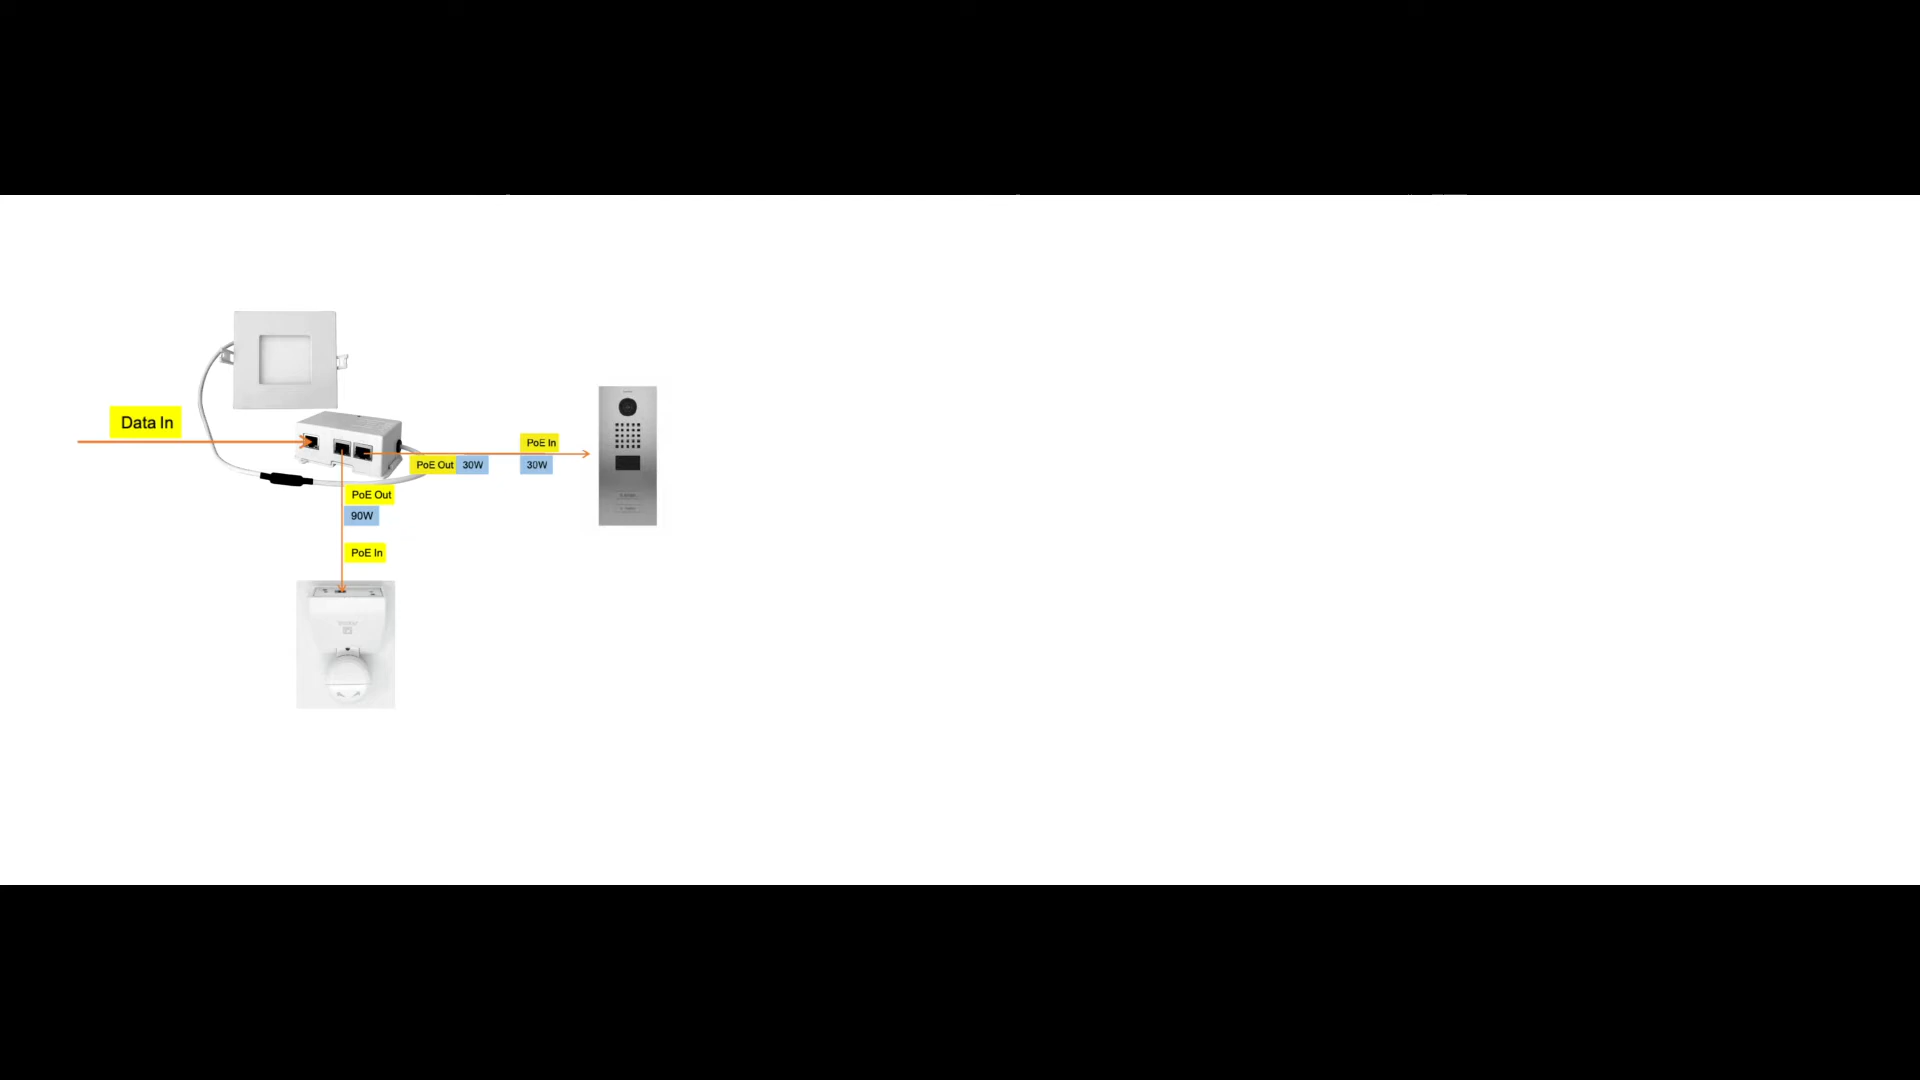 Data In
PoE In
PoE Out 30W
30W
PoE Out
90W
PoE In